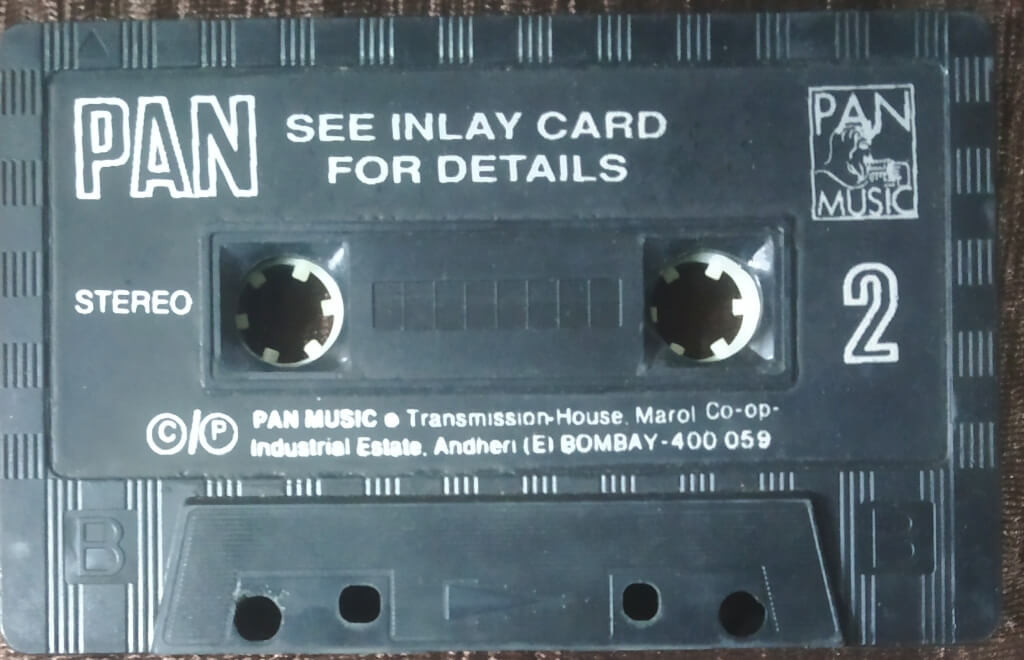 PAN
SEE INLAY CARD
FOR DETAILS
PAN
MUSIC
STEREO
2
©/℗ PAN MUSIC ● Transmission-House. Marol Co-op-
Industrial Estate. Andheri (E) BOMBAY-400 059
B
B